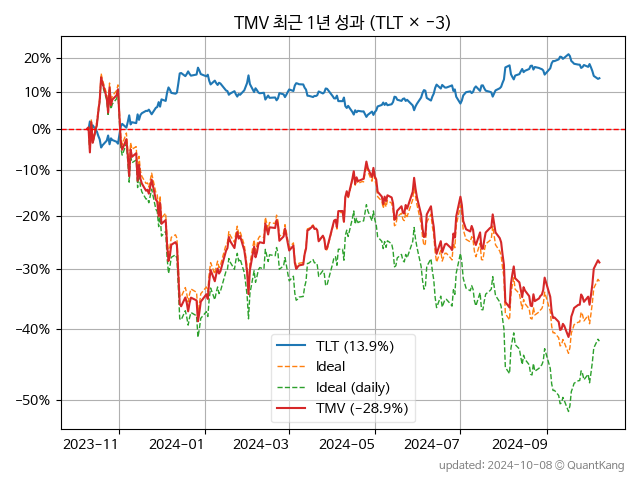 TMV 최근 1년 성과 (TLT × −3)
20%
10%
0%
−10%
−20%
−30%
−40%
−50%
TLT (13.9%)
Ideal
Ideal (daily)
TMV (−28.9%)
2023-11
2024-01
2024-03
2024-05
2024-07
2024-09
updated: 2024-10-08 © QuantKang